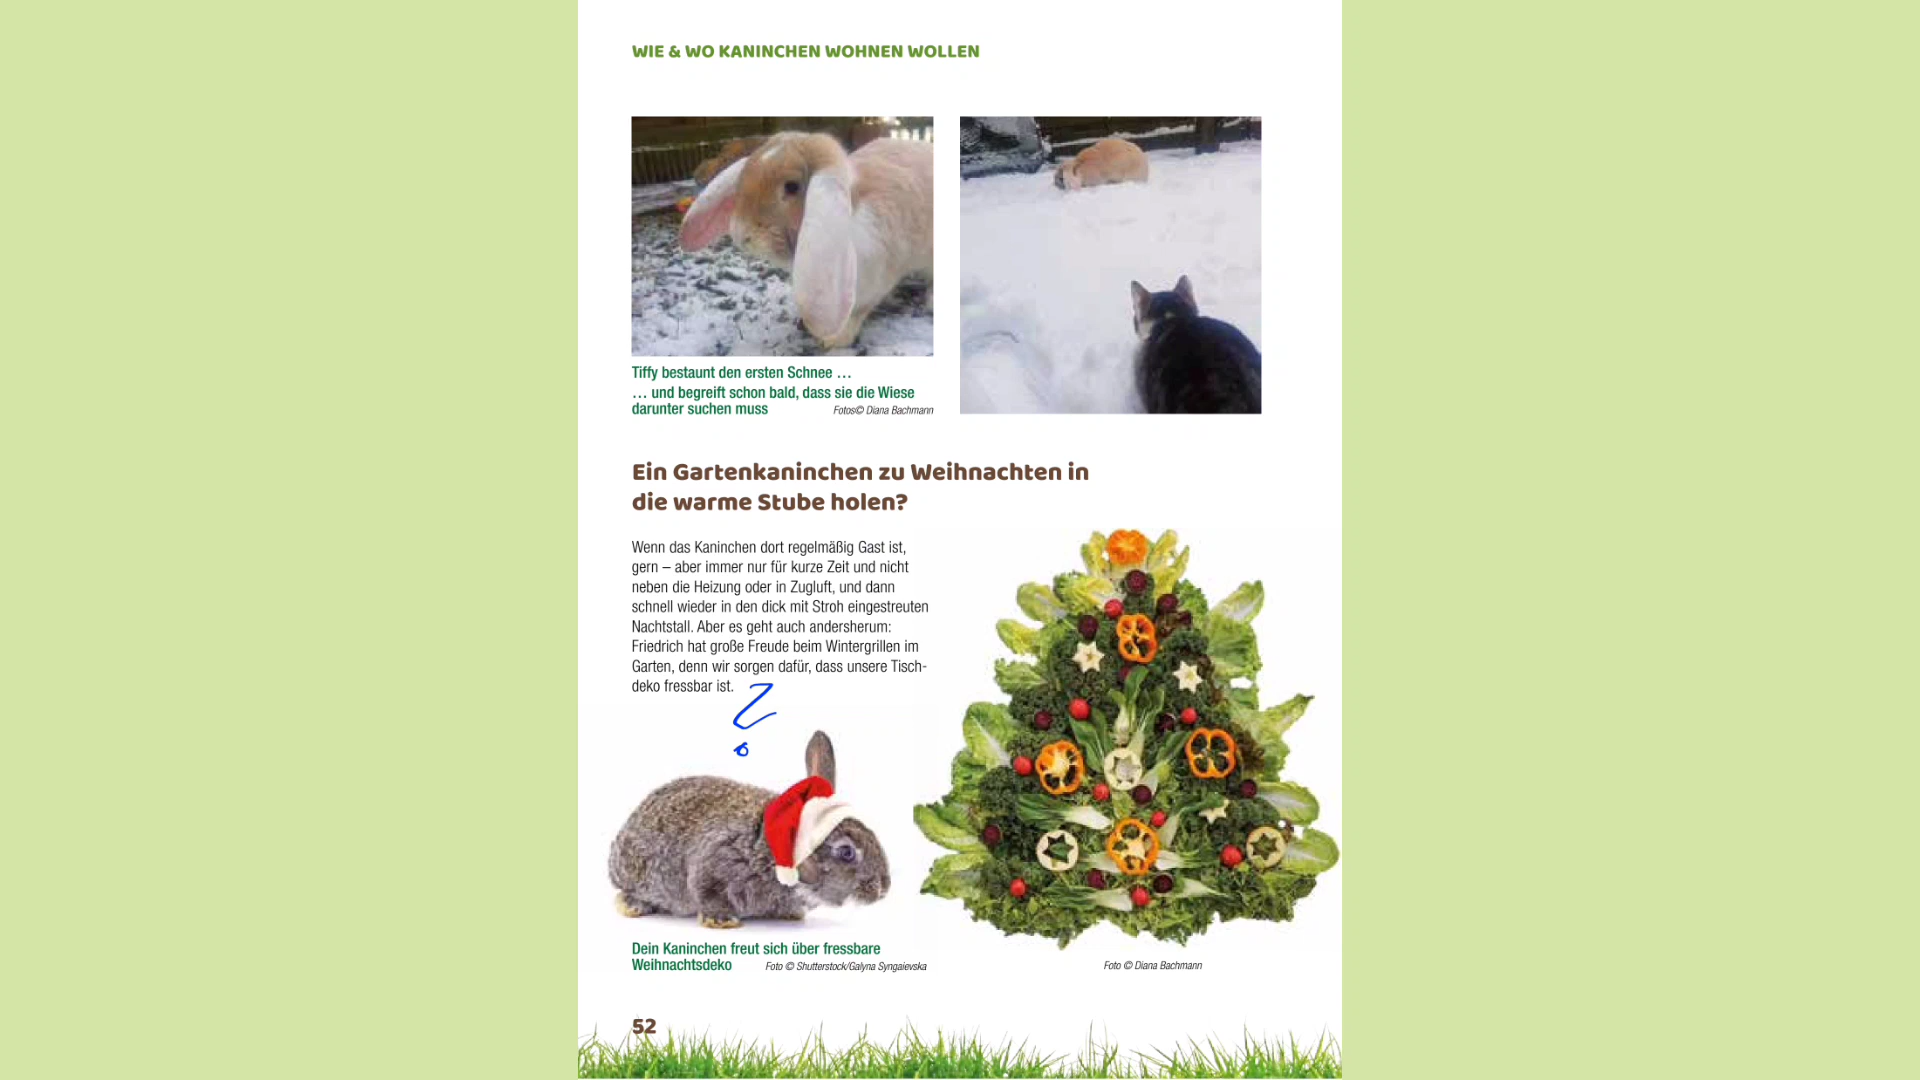 WIE & WO KANINCHEN WOHNEN WOLLEN
Tiffy bestaunt den ersten Schnee …
… und begreift schon bald, dass sie die Wiese
darunter suchen muss
Fotos© Diana Bachmann
Ein Gartenkaninchen zu Weihnachten in
die warme Stube holen?
Wenn das Kaninchen dort regelmäßig Gast ist,
gern – aber immer nur für kurze Zeit und nicht
neben die Heizung oder in Zugluft, und dann
schnell wieder in den dick mit Stroh eingestreuten
Nachtstall. Aber es geht auch andersherum:
Friedrich hat große Freude beim Wintergrillen im
Garten, denn wir sorgen dafür, dass unsere Tisch-
deko fressbar ist.
Dein Kaninchen freut sich über fressbare
Weihnachtsdeko
Foto © Shutterstock/Galyna Syngaievska
Foto © Diana Bachmann
52